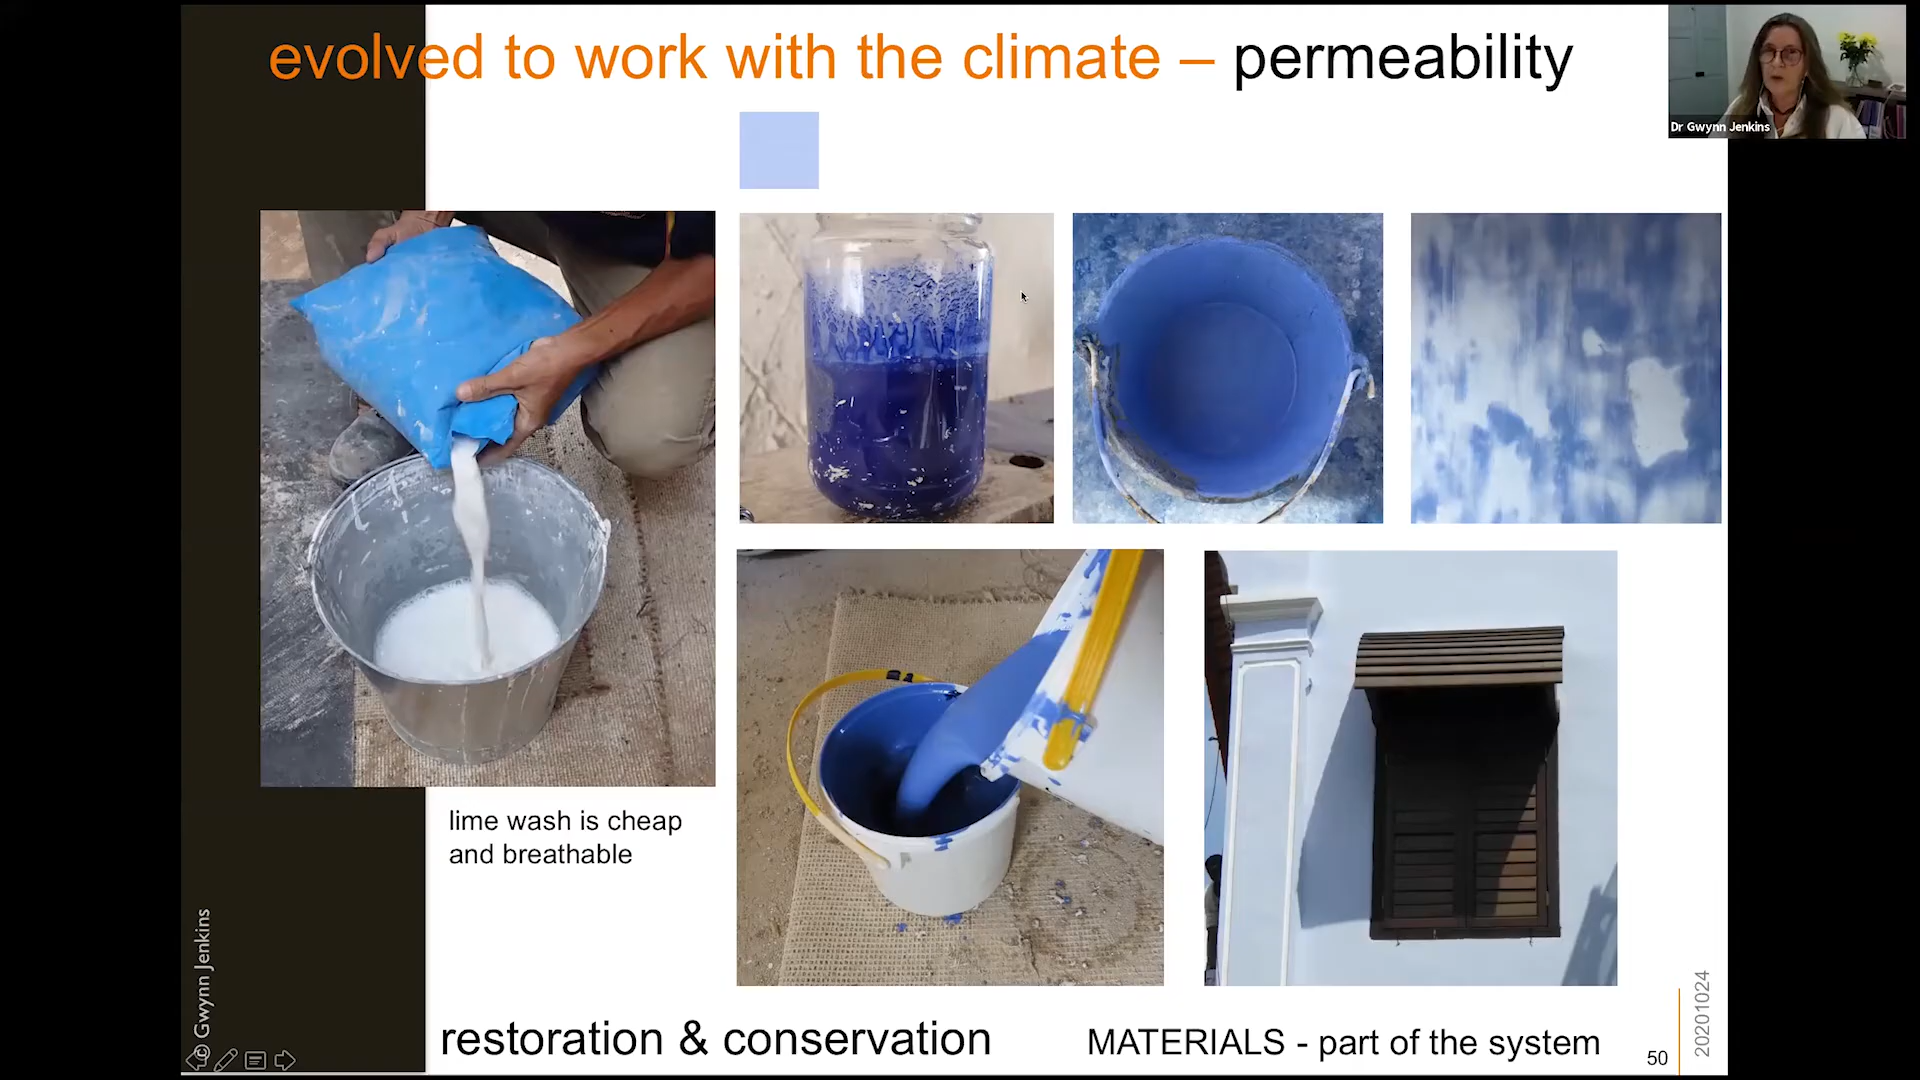 evolved to work with the climate – permeability
Dr Gwynn Jenkins
lime wash is cheap
and breathable
© Gwynn Jenkins
restoration & conservation
MATERIALS - part of the system
50
20201024